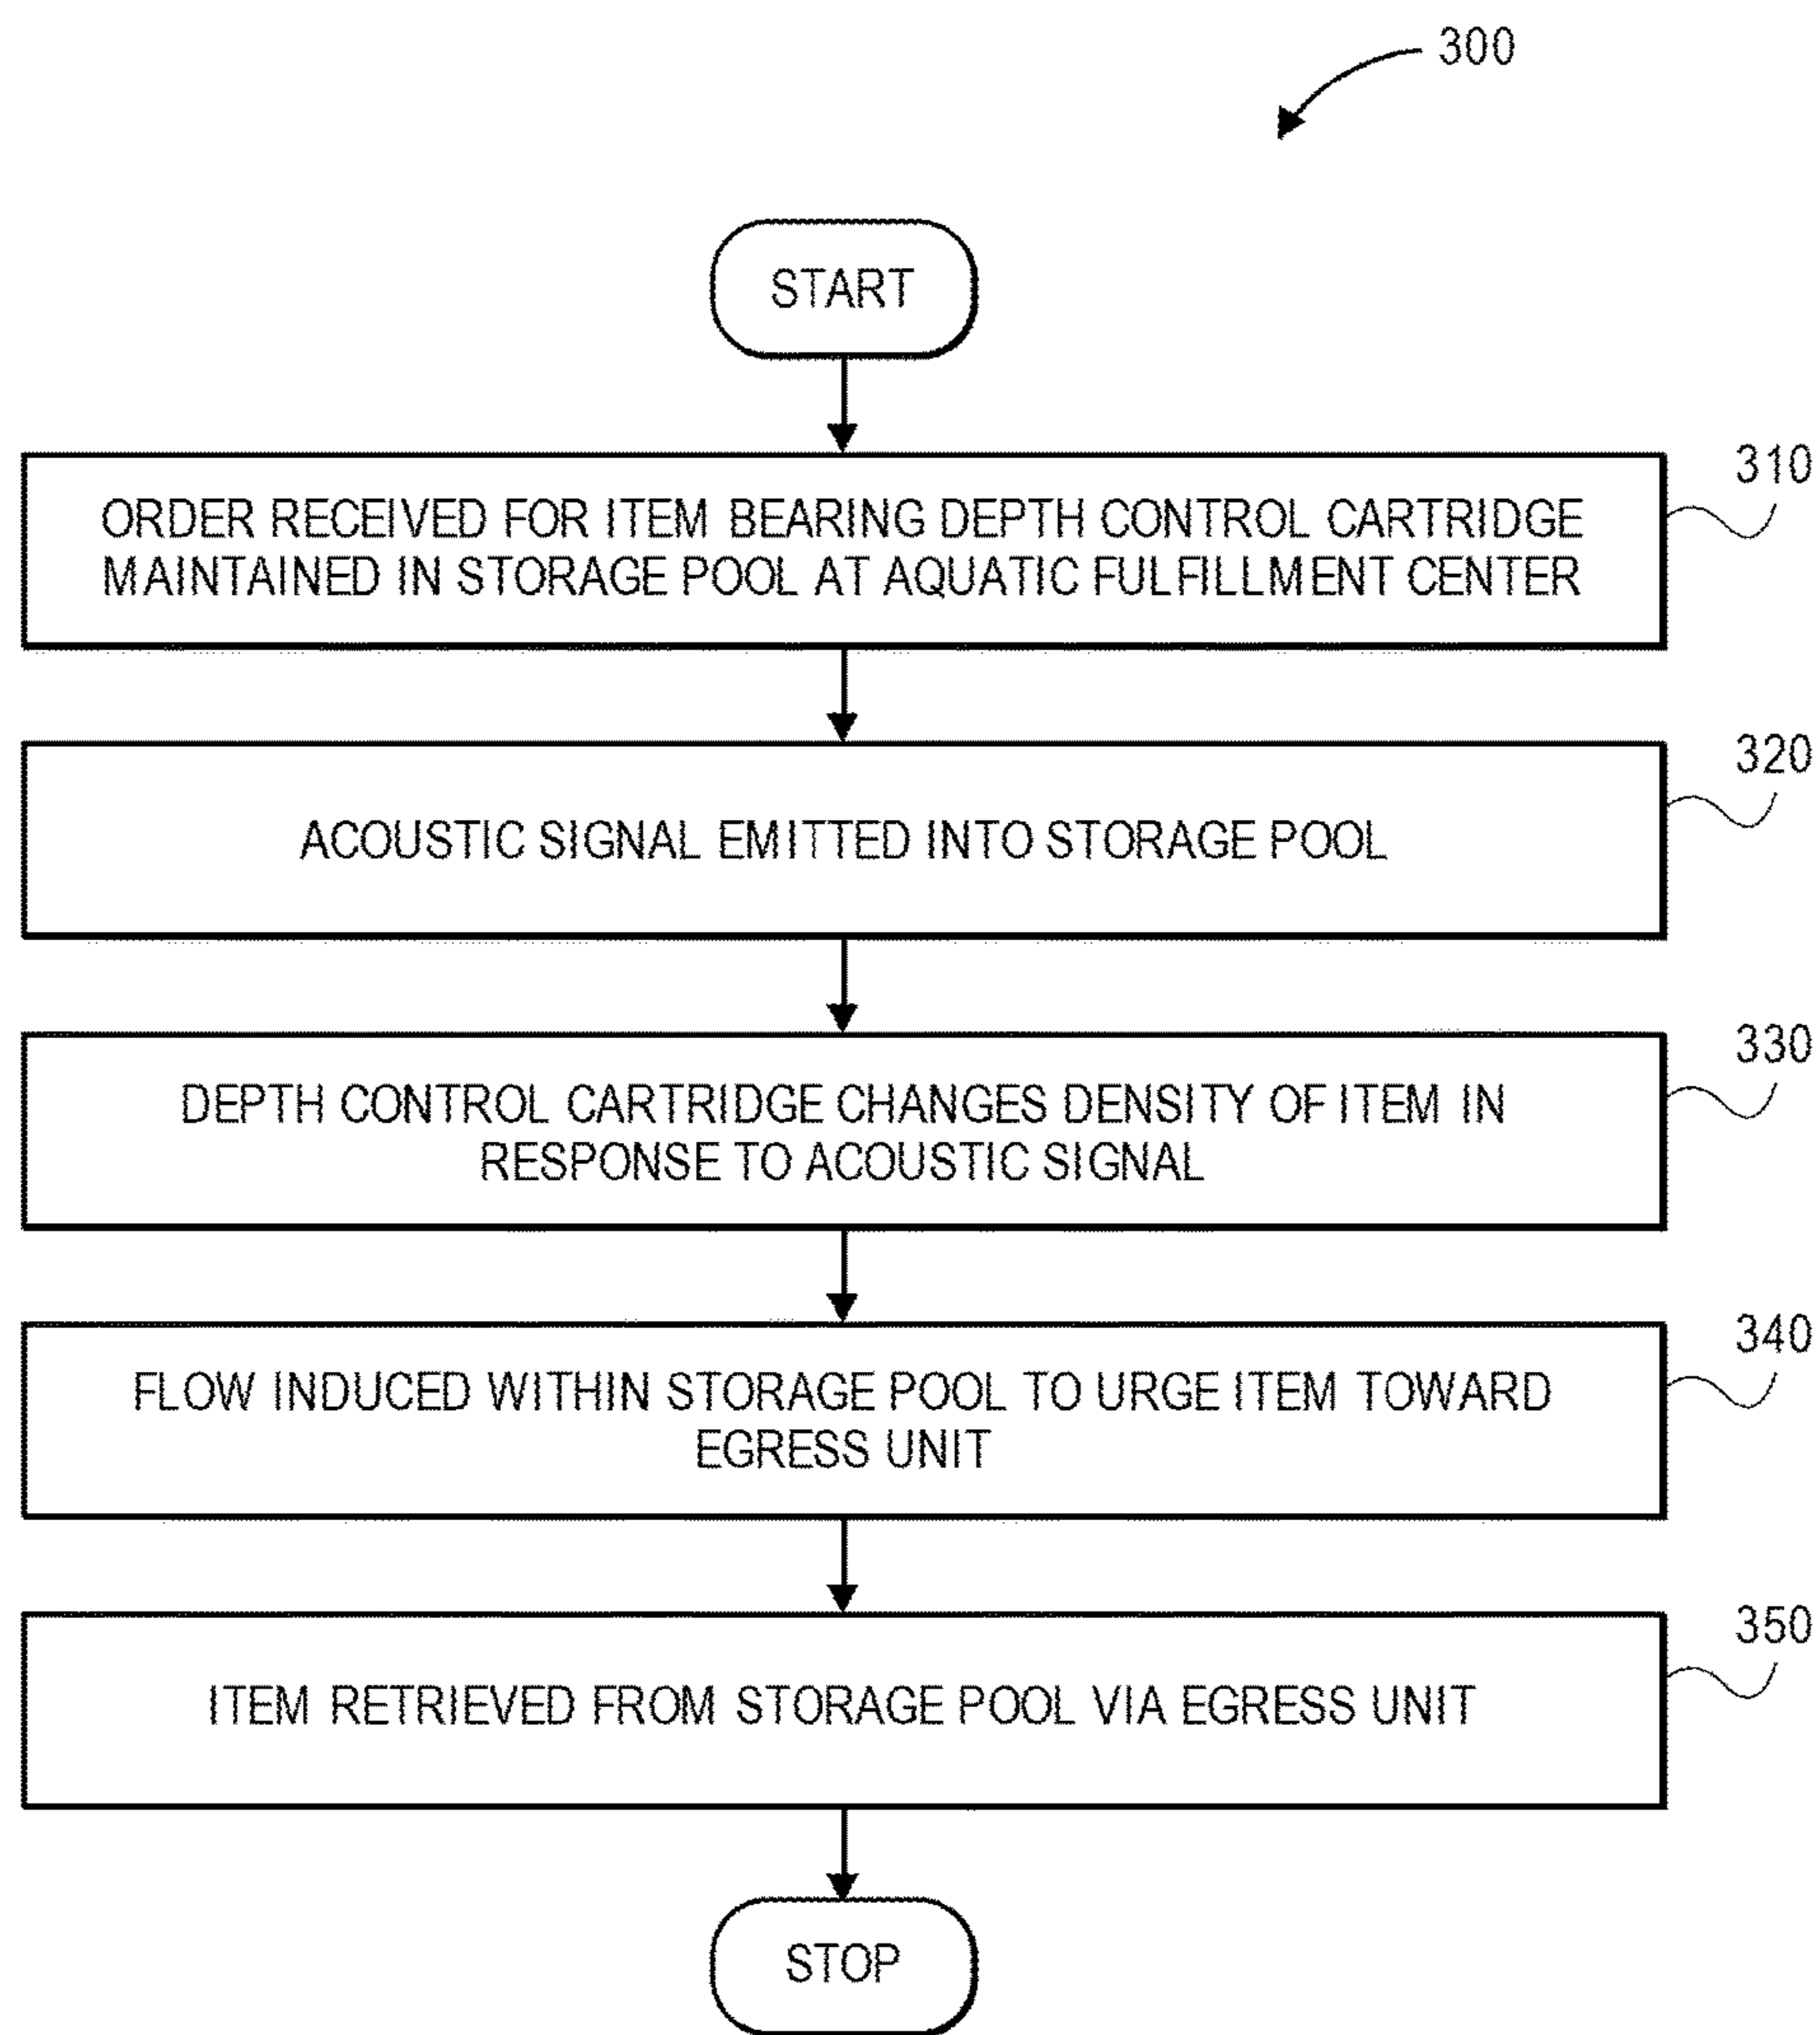 300
START
310
ORDER RECEIVED FOR ITEM BEARING DEPTH CONTROL CARTRIDGE
MAINTAINED IN STORAGE POOL AT AQUATIC FULFILLMENT CENTER
320
ACOUSTIC SIGNAL EMITTED INTO STORAGE POOL
330
DEPTH CONTROL CARTRIDGE CHANGES DENSITY OF ITEM IN
RESPONSE TO ACOUSTIC SIGNAL
340
FLOW INDUCED WITHIN STORAGE POOL TO URGE ITEM TOWARD
EGRESS UNIT
350
ITEM RETRIEVED FROM STORAGE POOL VIA EGRESS UNIT
STOP